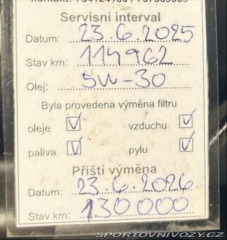 Servisní interval
Datum: 23.6.2025
Stav km: 114962
Olej: 5W-30
Byla provedena výměna filtru
oleje ☑ vzduchu ☑
paliva ☑ pylu ☑
Příští výměna
Datum: 23.6.2026
Stav km: 130000
SPORTOVNIVOZY.CZ